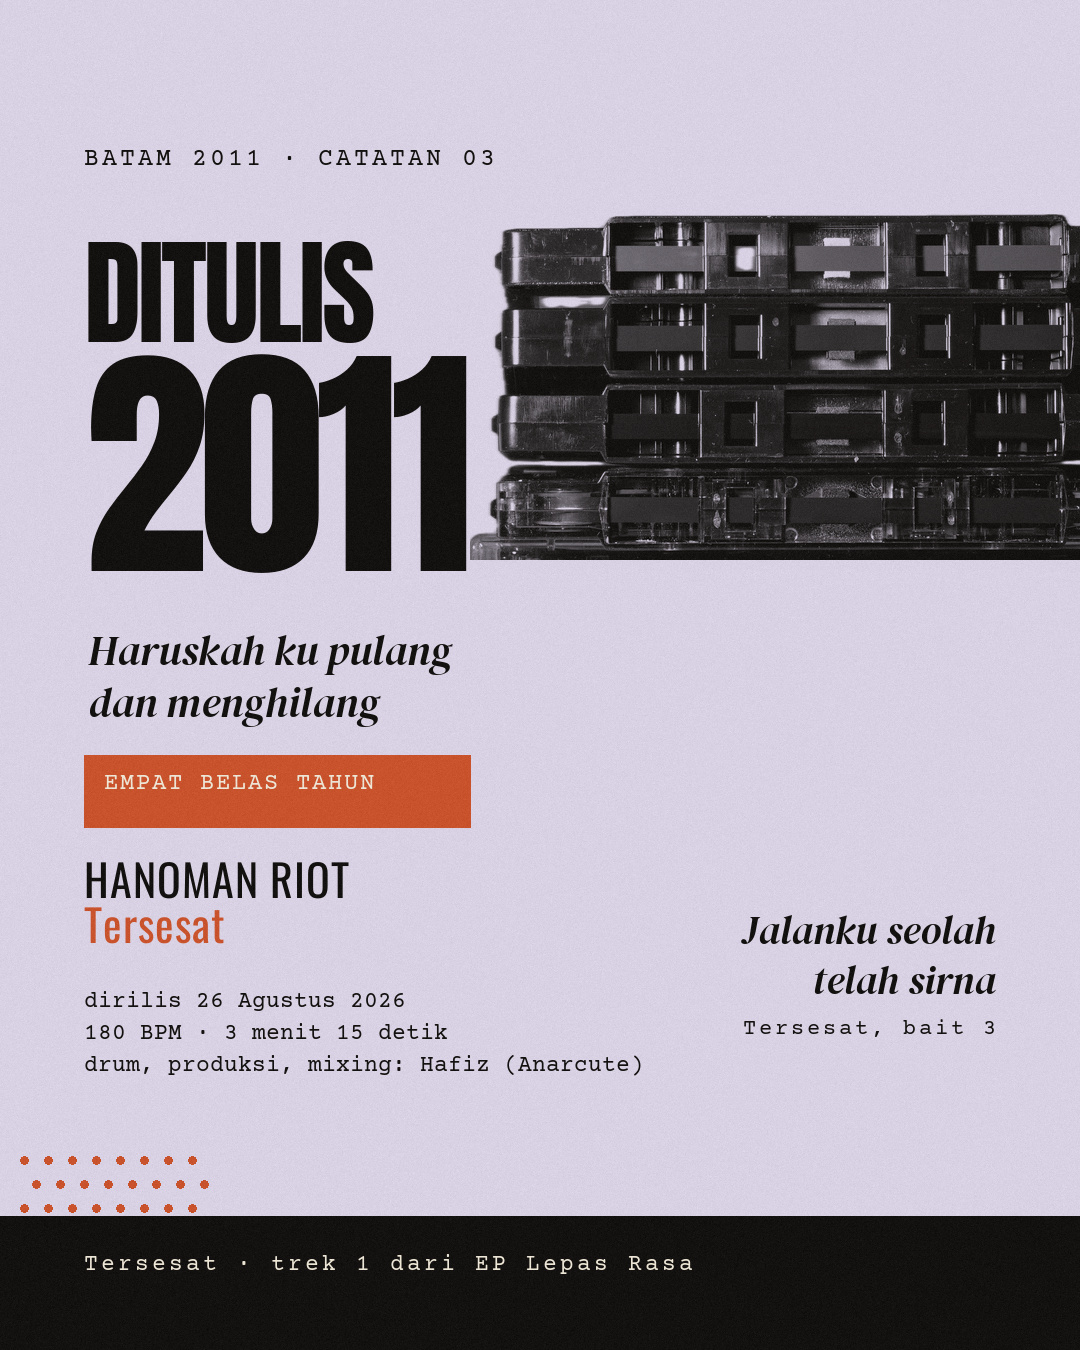 BATAM 2011 · CATATAN 03
DITULIS
2011
Haruskah ku pulang
dan menghilang
EMPAT BELAS TAHUN
HANOMAN RIOT
Tersesat
dirilis 26 Agustus 2026
180 BPM · 3 menit 15 detik
drum, produksi, mixing: Hafiz (Anarcute)
Jalanku seolah
telah sirna
Tersesat, bait 3
Tersesat · trek 1 dari EP Lepas Rasa